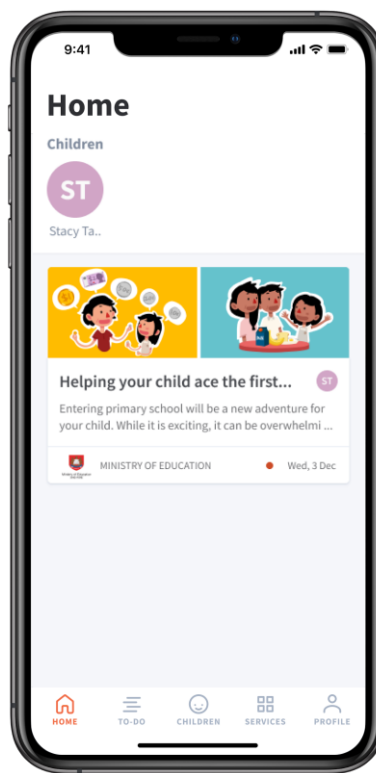 9:41
Home
Children
ST
Stacy Ta..
Helping your child ace the first...
ST
Entering primary school will be a new adventure for
your child. While it is exciting, it can be overwhelmi ...
MINISTRY OF EDUCATION
Wed, 3 Dec
HOME
TO-DO
CHILDREN
SERVICES
PROFILE